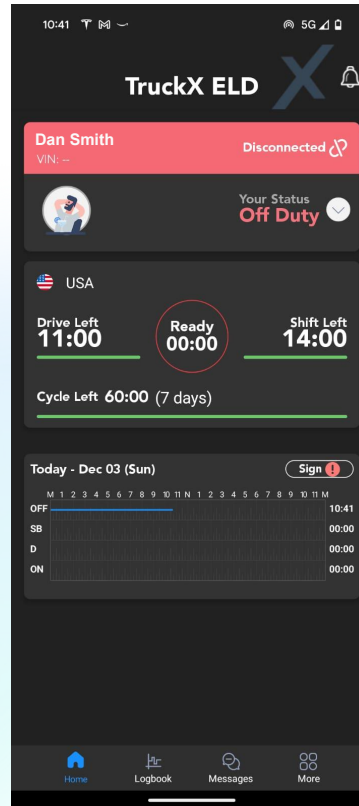 10:41 5G
TruckX ELD
Dan Smith
VIN: --
Disconnected
Your Status
Off Duty
USA
Drive Left
11:00
Ready
00:00
Shift Left
14:00
Cycle Left 60:00 (7 days)
Today - Dec 03 (Sun)
Sign
M 1 2 3 4 5 6 7 8 9 10 11 N 1 2 3 4 5 6 7 8 9 10 11 M
OFF 10:41
SB 00:00
D 00:00
ON 00:00
Home Logbook Messages More